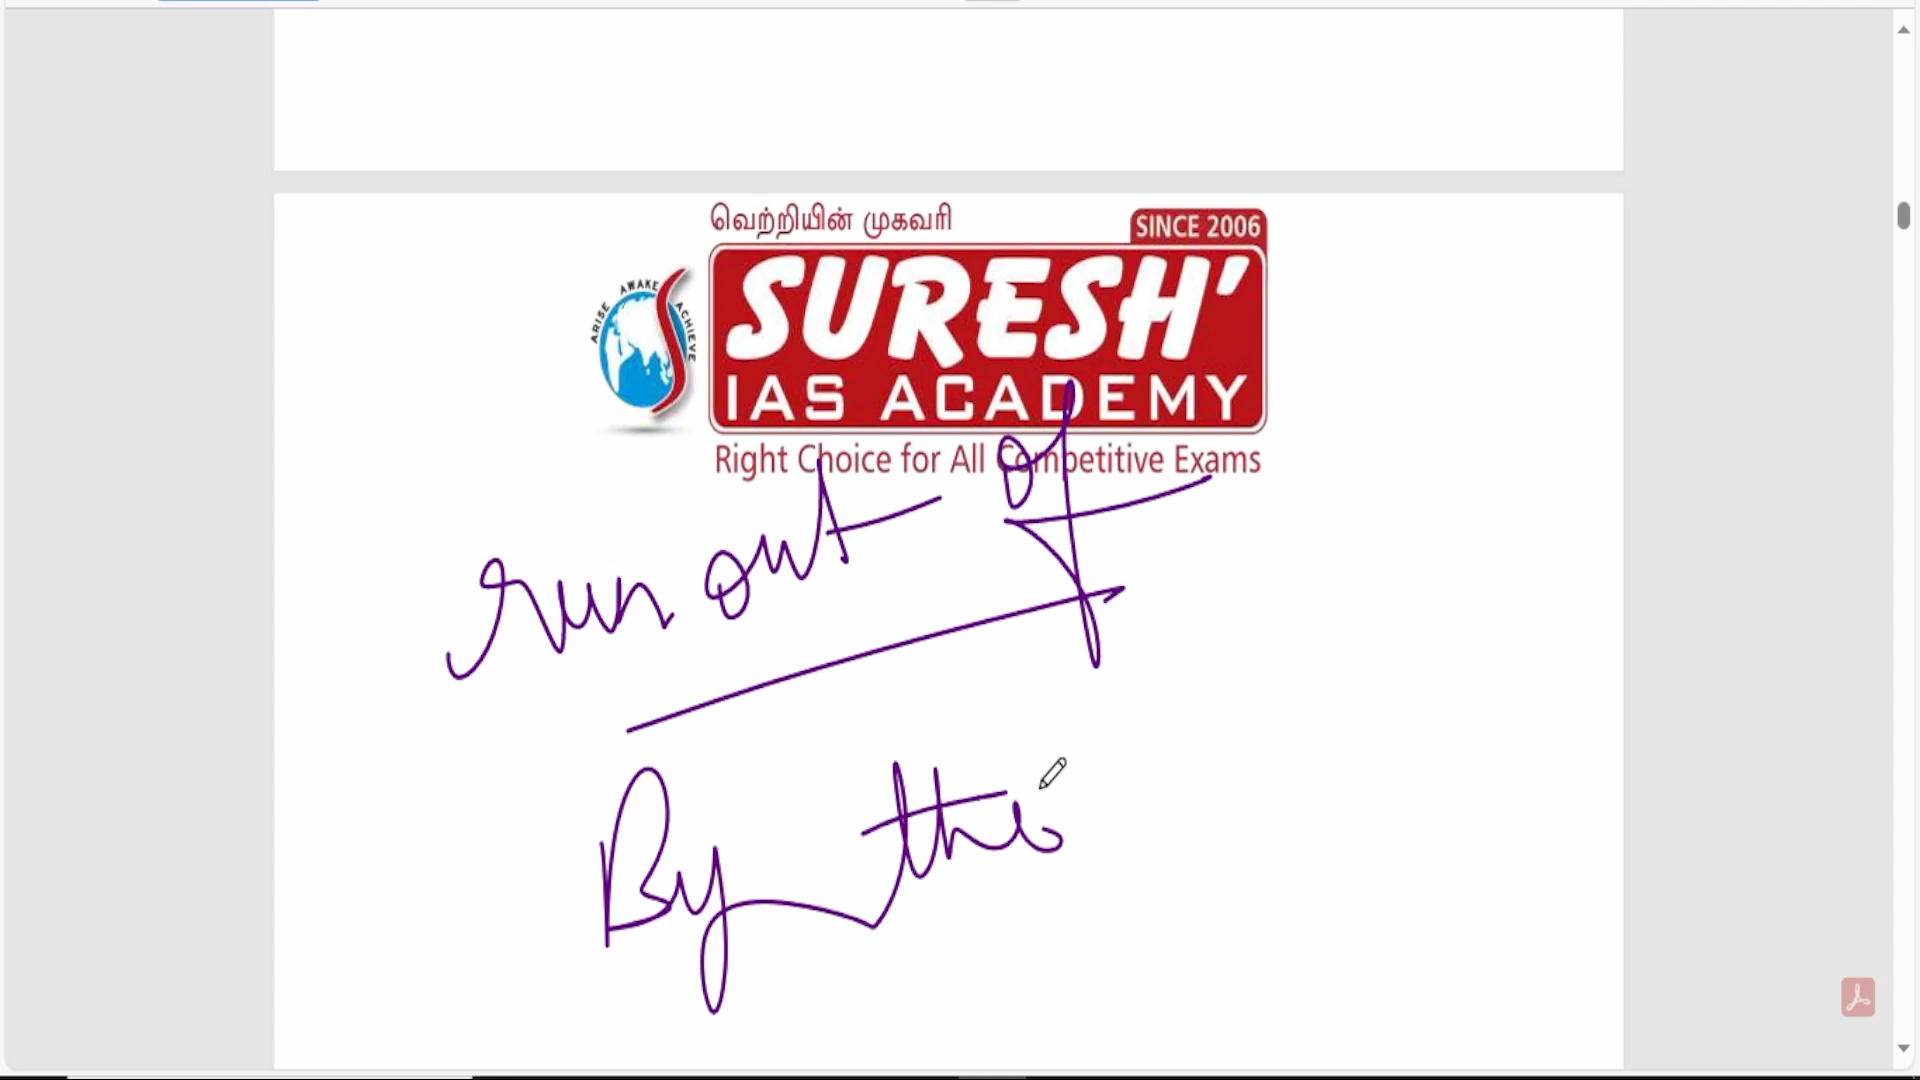 வெற்றியின் முகவரி
SINCE 2006
ARISE AWAKE ACHIEVE
SURESH'
IAS ACADEMY
Right Choice for All Competitive Exams
run out of
By this